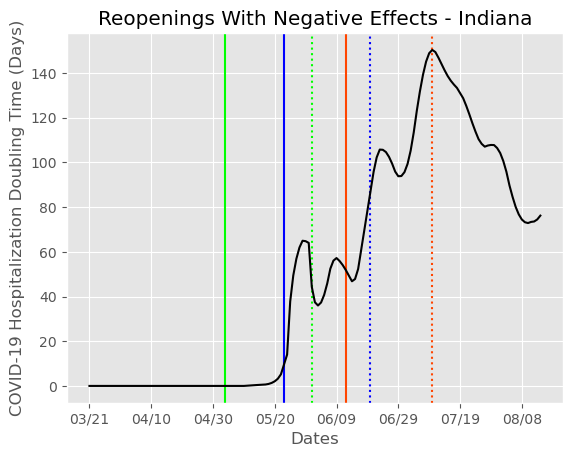 Reopenings With Negative Effects - Indiana
COVID-19 Hospitalization Doubling Time (Days)
140
120
100
80
60
40
20
0
03/21 04/10 04/30 05/20 06/09 06/29 07/19 08/08
Dates